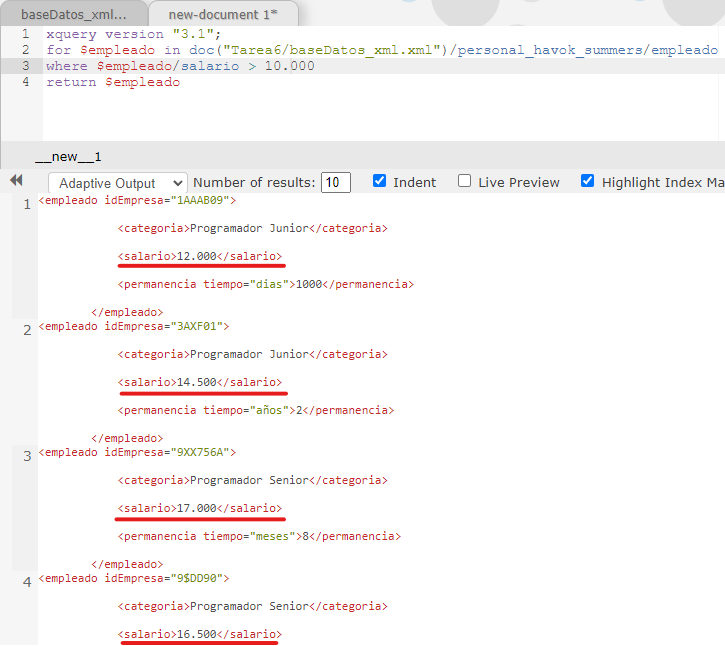 baseDatos_xml...
new-document 1*
1 xquery version "3.1";
2 for $empleado in doc("Tarea6/baseDatos_xml.xml")/personal_havok_summers/empleado
3 where $empleado/salario > 10.000
4 return $empleado
__new__1
Adaptive Output Number of results: 10 Indent Live Preview Highlight Index Ma
1 <empleado idEmpresa="1AAAB09">
<categoria>Programador Junior</categoria>
<salario>12.000</salario>
<permanencia tiempo="dias">1000</permanencia>
</empleado>
2 <empleado idEmpresa="3AXF01">
<categoria>Programador Junior</categoria>
<salario>14.500</salario>
<permanencia tiempo="años">2</permanencia>
</empleado>
3 <empleado idEmpresa="9XX756A">
<categoria>Programador Senior</categoria>
<salario>17.000</salario>
<permanencia tiempo="meses">8</permanencia>
</empleado>
4 <empleado idEmpresa="9$DD90">
<categoria>Programador Senior</categoria>
<salario>16.500</salario>